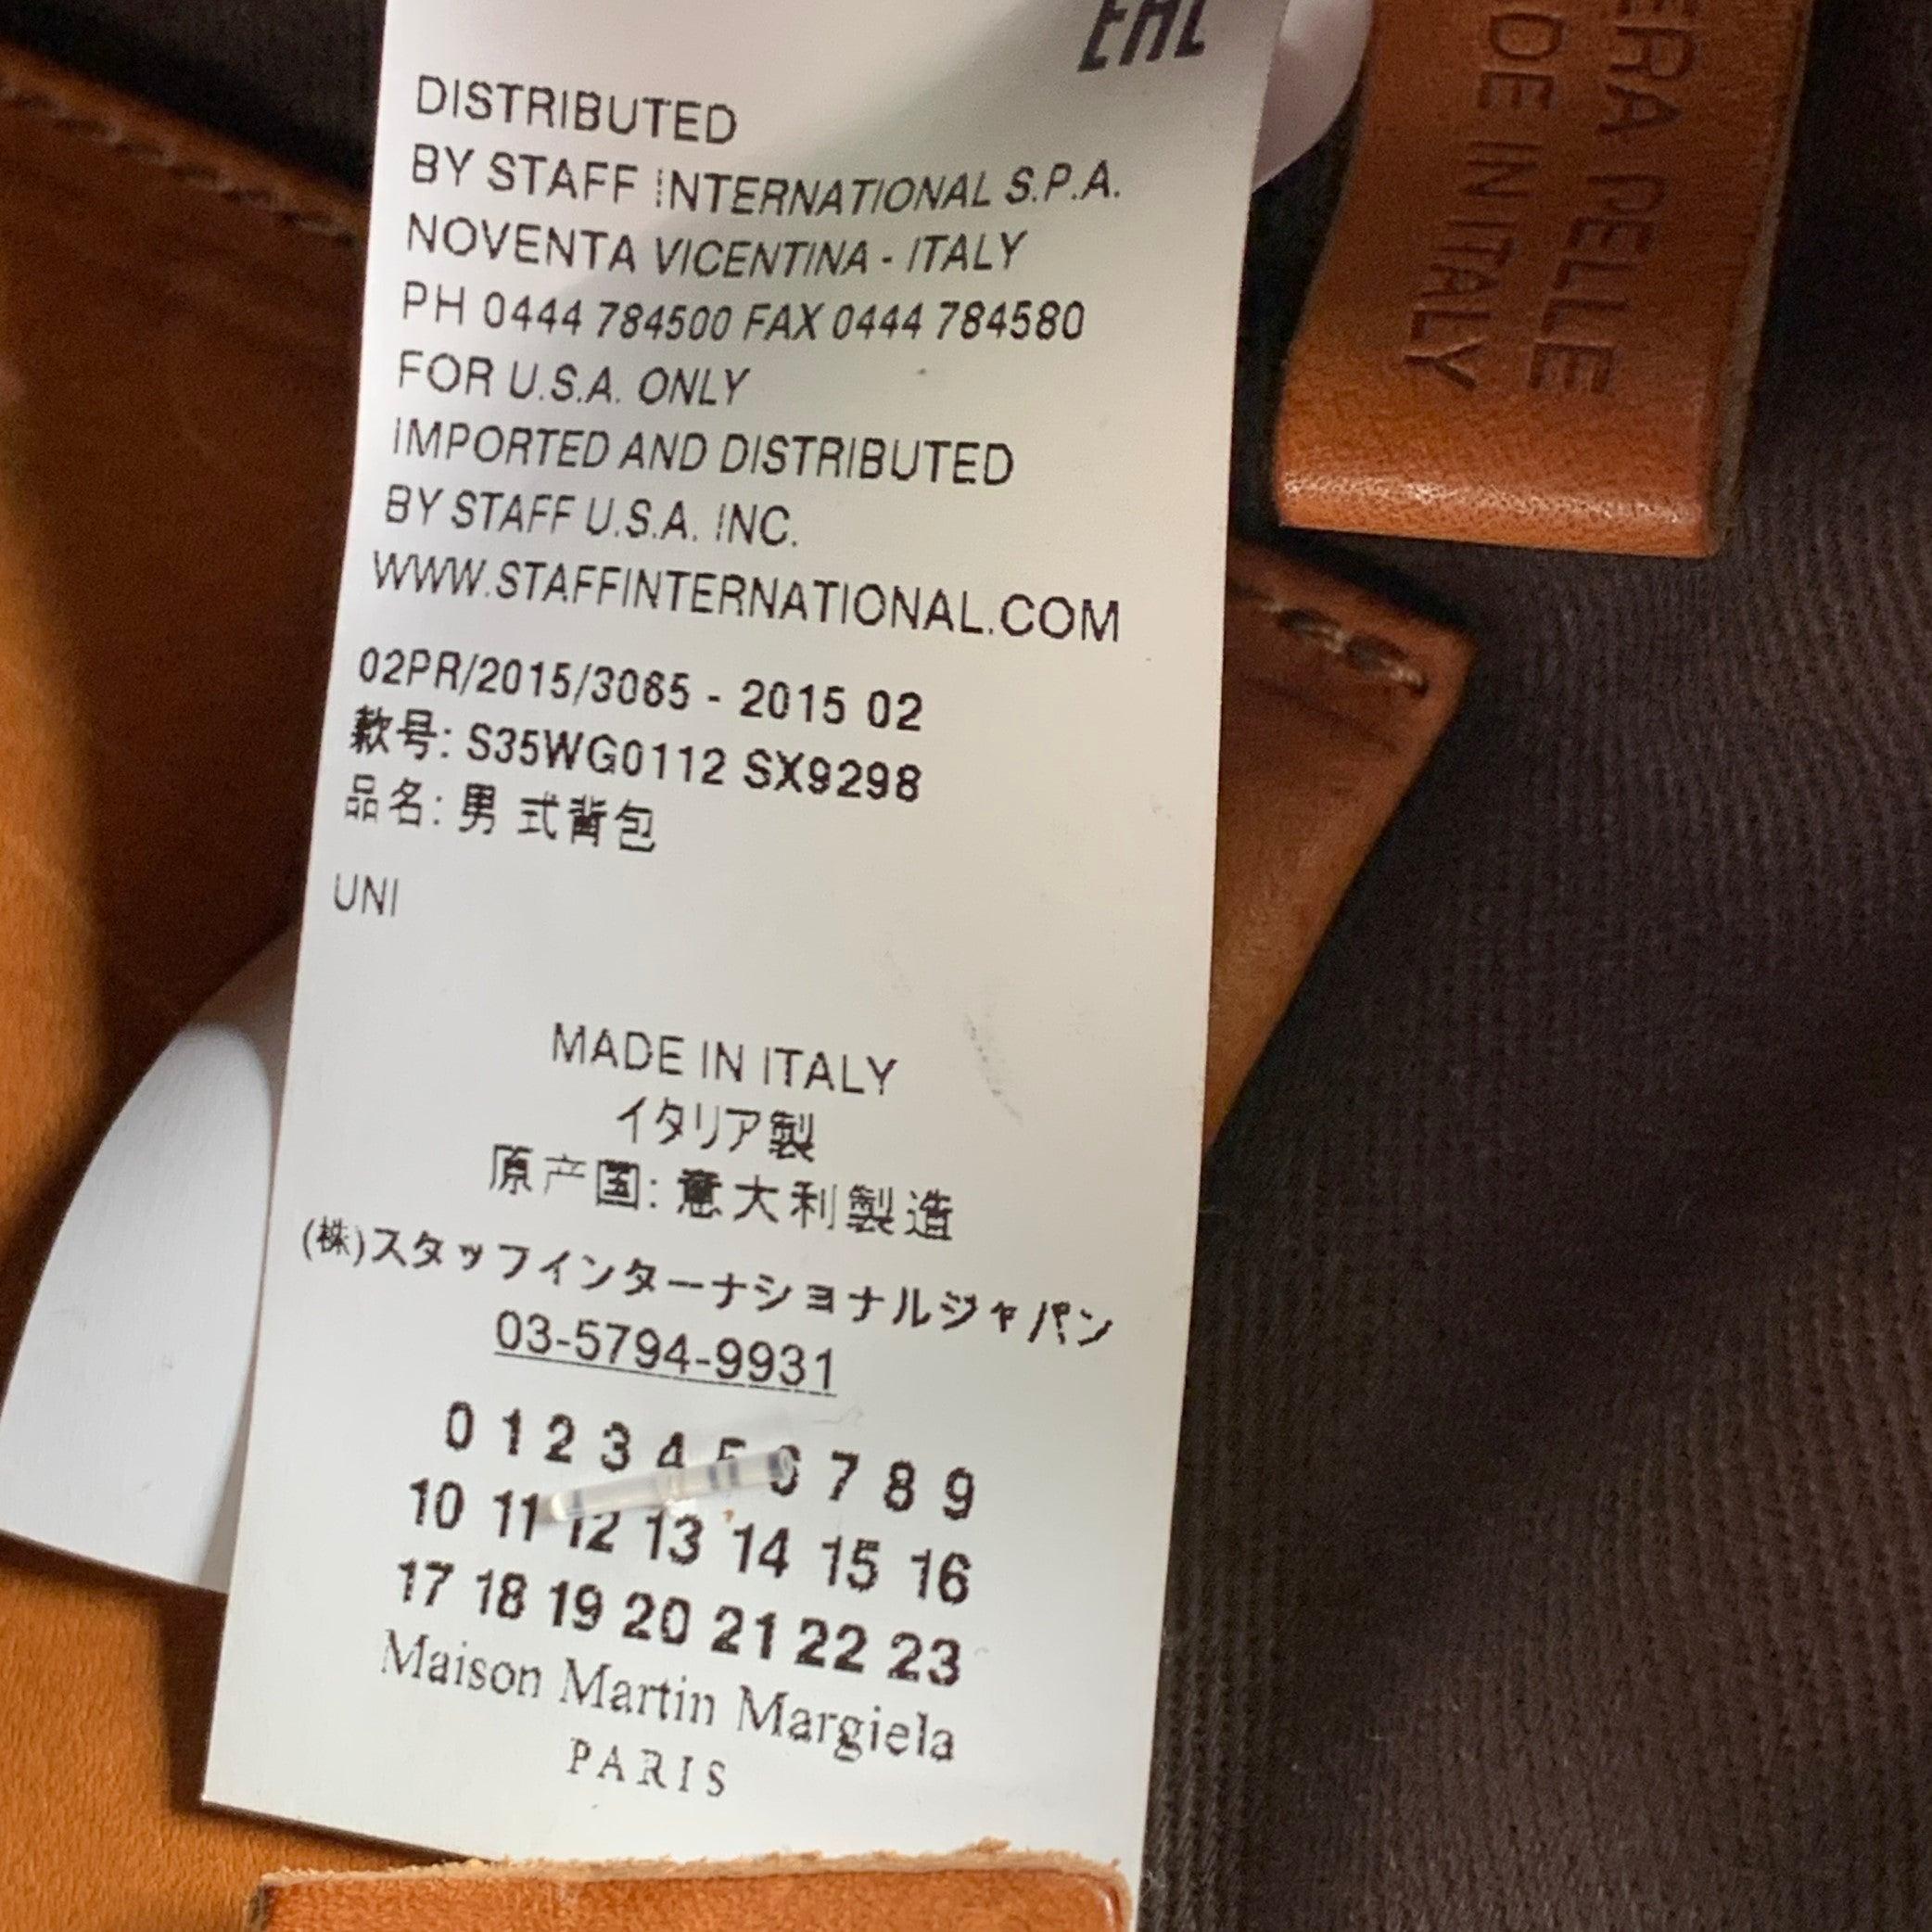 EAC
DISTRIBUTED
BY STAFF INTERNATIONAL S.P.A.
NOVENTA VICENTINA - ITALY
PH 0444 784500 FAX 0444 784580
FOR U.S.A. ONLY
IMPORTED AND DISTRIBUTED
BY STAFF U.S.A. INC.
WWW.STAFFINTERNATIONAL.COM
02PR/2015/3065 - 2015 02
款号: S35WG0112 SX9298
品名: 男式背包
UNI
MADE IN ITALY
イタリア製
原产国: 意大利製造
(株)スタッフインターナショナルジャパン
03-5794-9931
0 1 2 3 4 5 6 7 8 9
10 11 12 13 14 15 16
17 18 19 20 21 22 23
Maison Martin Margiela
PARIS
ERA PELLE
DE IN ITALY